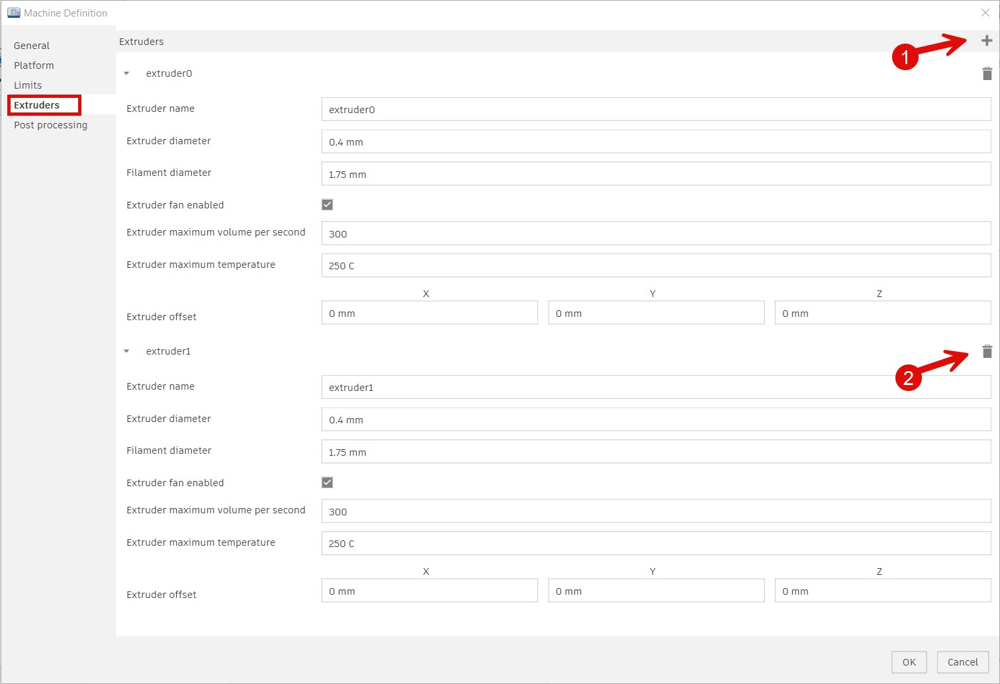 Machine Definition
General
Platform
Limits
Extruders
Post processing
Extruders
1
extruder0
Extruder name
extruder0
Extruder diameter
0.4 mm
Filament diameter
1.75 mm
Extruder fan enabled
Extruder maximum volume per second
300
Extruder maximum temperature
250 C
X Y Z
Extruder offset
0 mm 0 mm 0 mm
extruder1
2
Extruder name
extruder1
Extruder diameter
0.4 mm
Filament diameter
1.75 mm
Extruder fan enabled
Extruder maximum volume per second
300
Extruder maximum temperature
250 C
X Y Z
Extruder offset
0 mm 0 mm 0 mm
OK Cancel